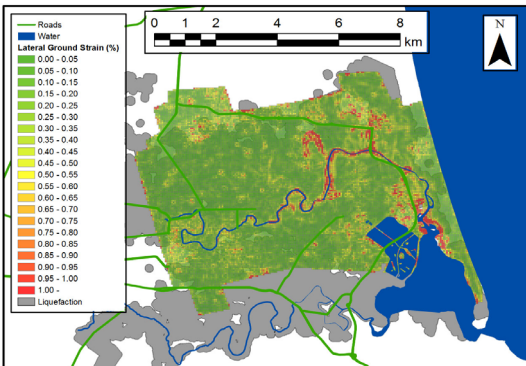 0 2 4 6 8
km
N
Roads
Water
Lateral Ground Strain (%)
0.00 - 0.05
0.05 - 0.10
0.10 - 0.15
0.15 - 0.20
0.20 - 0.25
0.25 - 0.30
0.30 - 0.35
0.35 - 0.40
0.40 - 0.45
0.45 - 0.50
0.50 - 0.55
0.55 - 0.60
0.60 - 0.65
0.65 - 0.70
0.70 - 0.75
0.75 - 0.80
0.80 - 0.85
0.85 - 0.90
0.90 - 0.95
0.95 - 1.00
1.00 -
Liquefaction